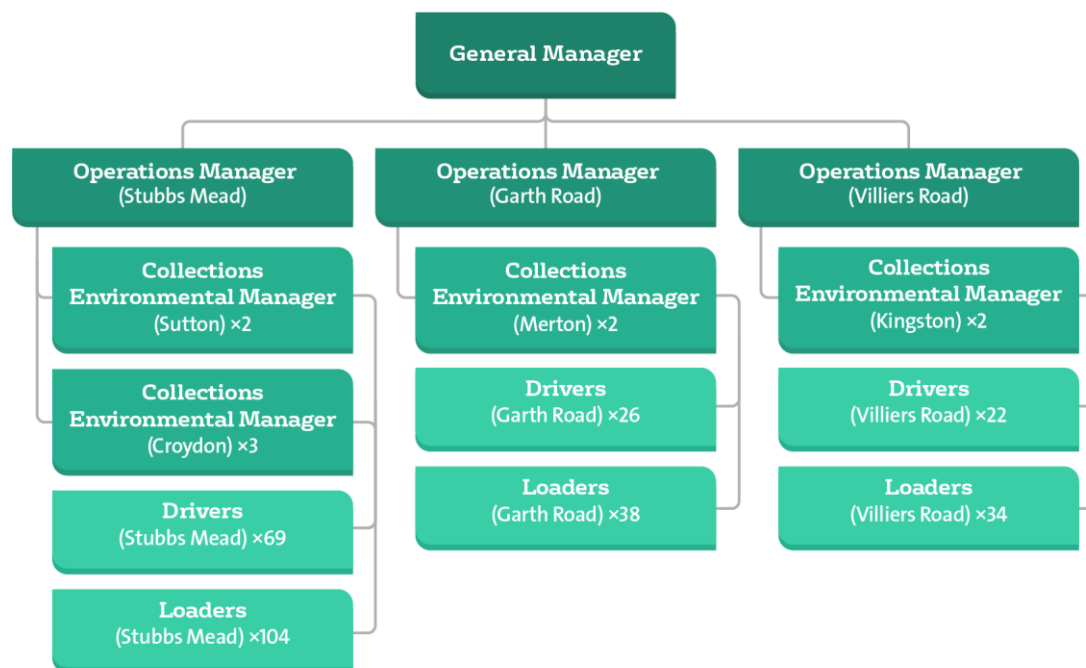 General Manager
Operations Manager
(Stubbs Mead)
Collections
Environmental Manager
(Sutton) ×2
Collections
Environmental Manager
(Croydon) ×3
Drivers
(Stubbs Mead) ×69
Loaders
(Stubbs Mead) ×104
Operations Manager
(Garth Road)
Collections
Environmental Manager
(Merton) ×2
Drivers
(Garth Road) ×26
Loaders
(Garth Road) ×38
Operations Manager
(Villiers Road)
Collections
Environmental Manager
(Kingston) ×2
Drivers
(Villiers Road) ×22
Loaders
(Villiers Road) ×34